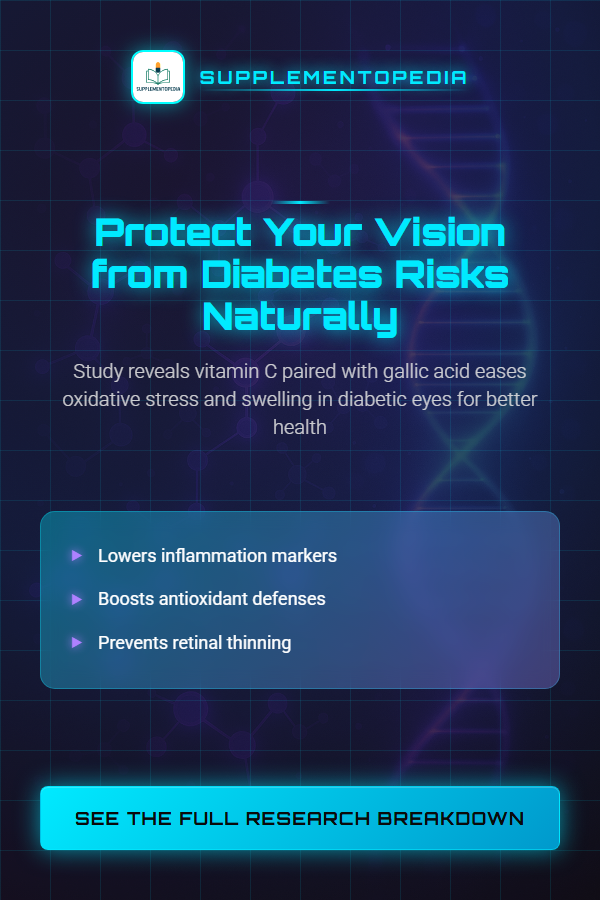 SUPPLEMENTOPEDIA
SUPPLEMENTOPEDIA
Protect Your Vision
from Diabetes Risks
Naturally
Study reveals vitamin C paired with gallic acid eases
oxidative stress and swelling in diabetic eyes for better
health
Lowers inflammation markers
Boosts antioxidant defenses
Prevents retinal thinning
SEE THE FULL RESEARCH BREAKDOWN